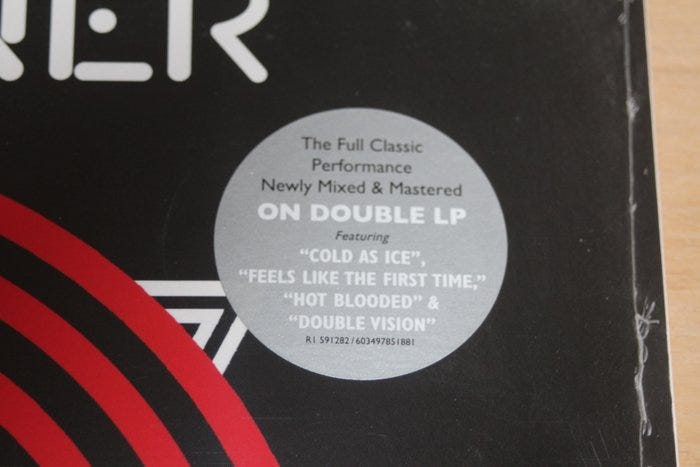 NER
The Full Classic
Performance
Newly Mixed & Mastered
ON DOUBLE LP
Featuring
“COLD AS ICE”,
“FEELS LIKE THE FIRST TIME,”
“HOT BLOODED” &
“DOUBLE VISION”
R1 591282 / 603497851881